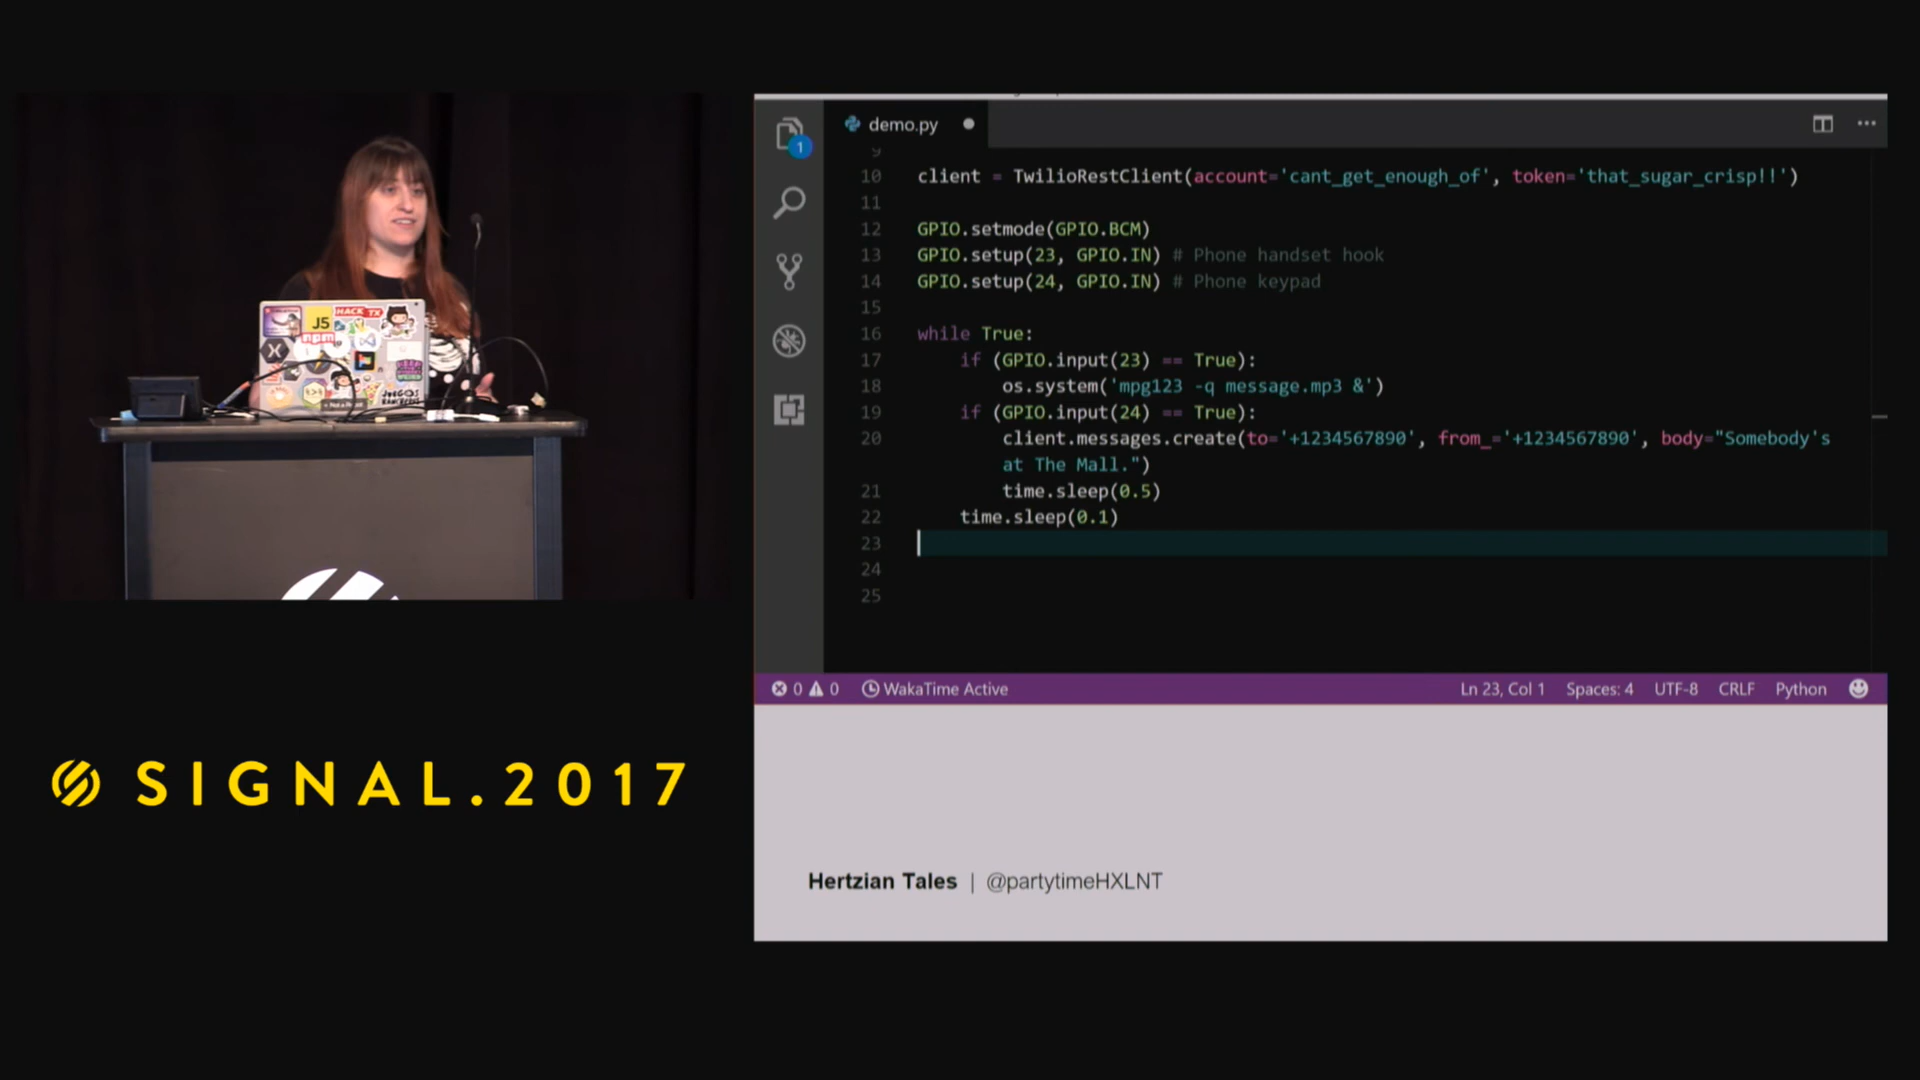 demo.py
1
9
10 client = TwilioRestClient(account='cant_get_enough_of', token='that_sugar_crisp!!')
11
12 GPIO.setmode(GPIO.BCM)
13 GPIO.setup(23, GPIO.IN) # Phone handset hook
14 GPIO.setup(24, GPIO.IN) # Phone keypad
15
16 while True:
17 if (GPIO.input(23) == True):
18 os.system('mpg123 -q message.mp3 &')
19 if (GPIO.input(24) == True):
20 client.messages.create(to='+1234567890', from_='+1234567890', body="Somebody's
at The Mall.")
21 time.sleep(0.5)
22 time.sleep(0.1)
23
24
25
0 0 WakaTime Active Ln 23, Col 1 Spaces: 4 UTF-8 CRLF Python
Hertzian Tales | @partytimeHXLNT
HACK TX
J5
npm
SIGNAL.2017